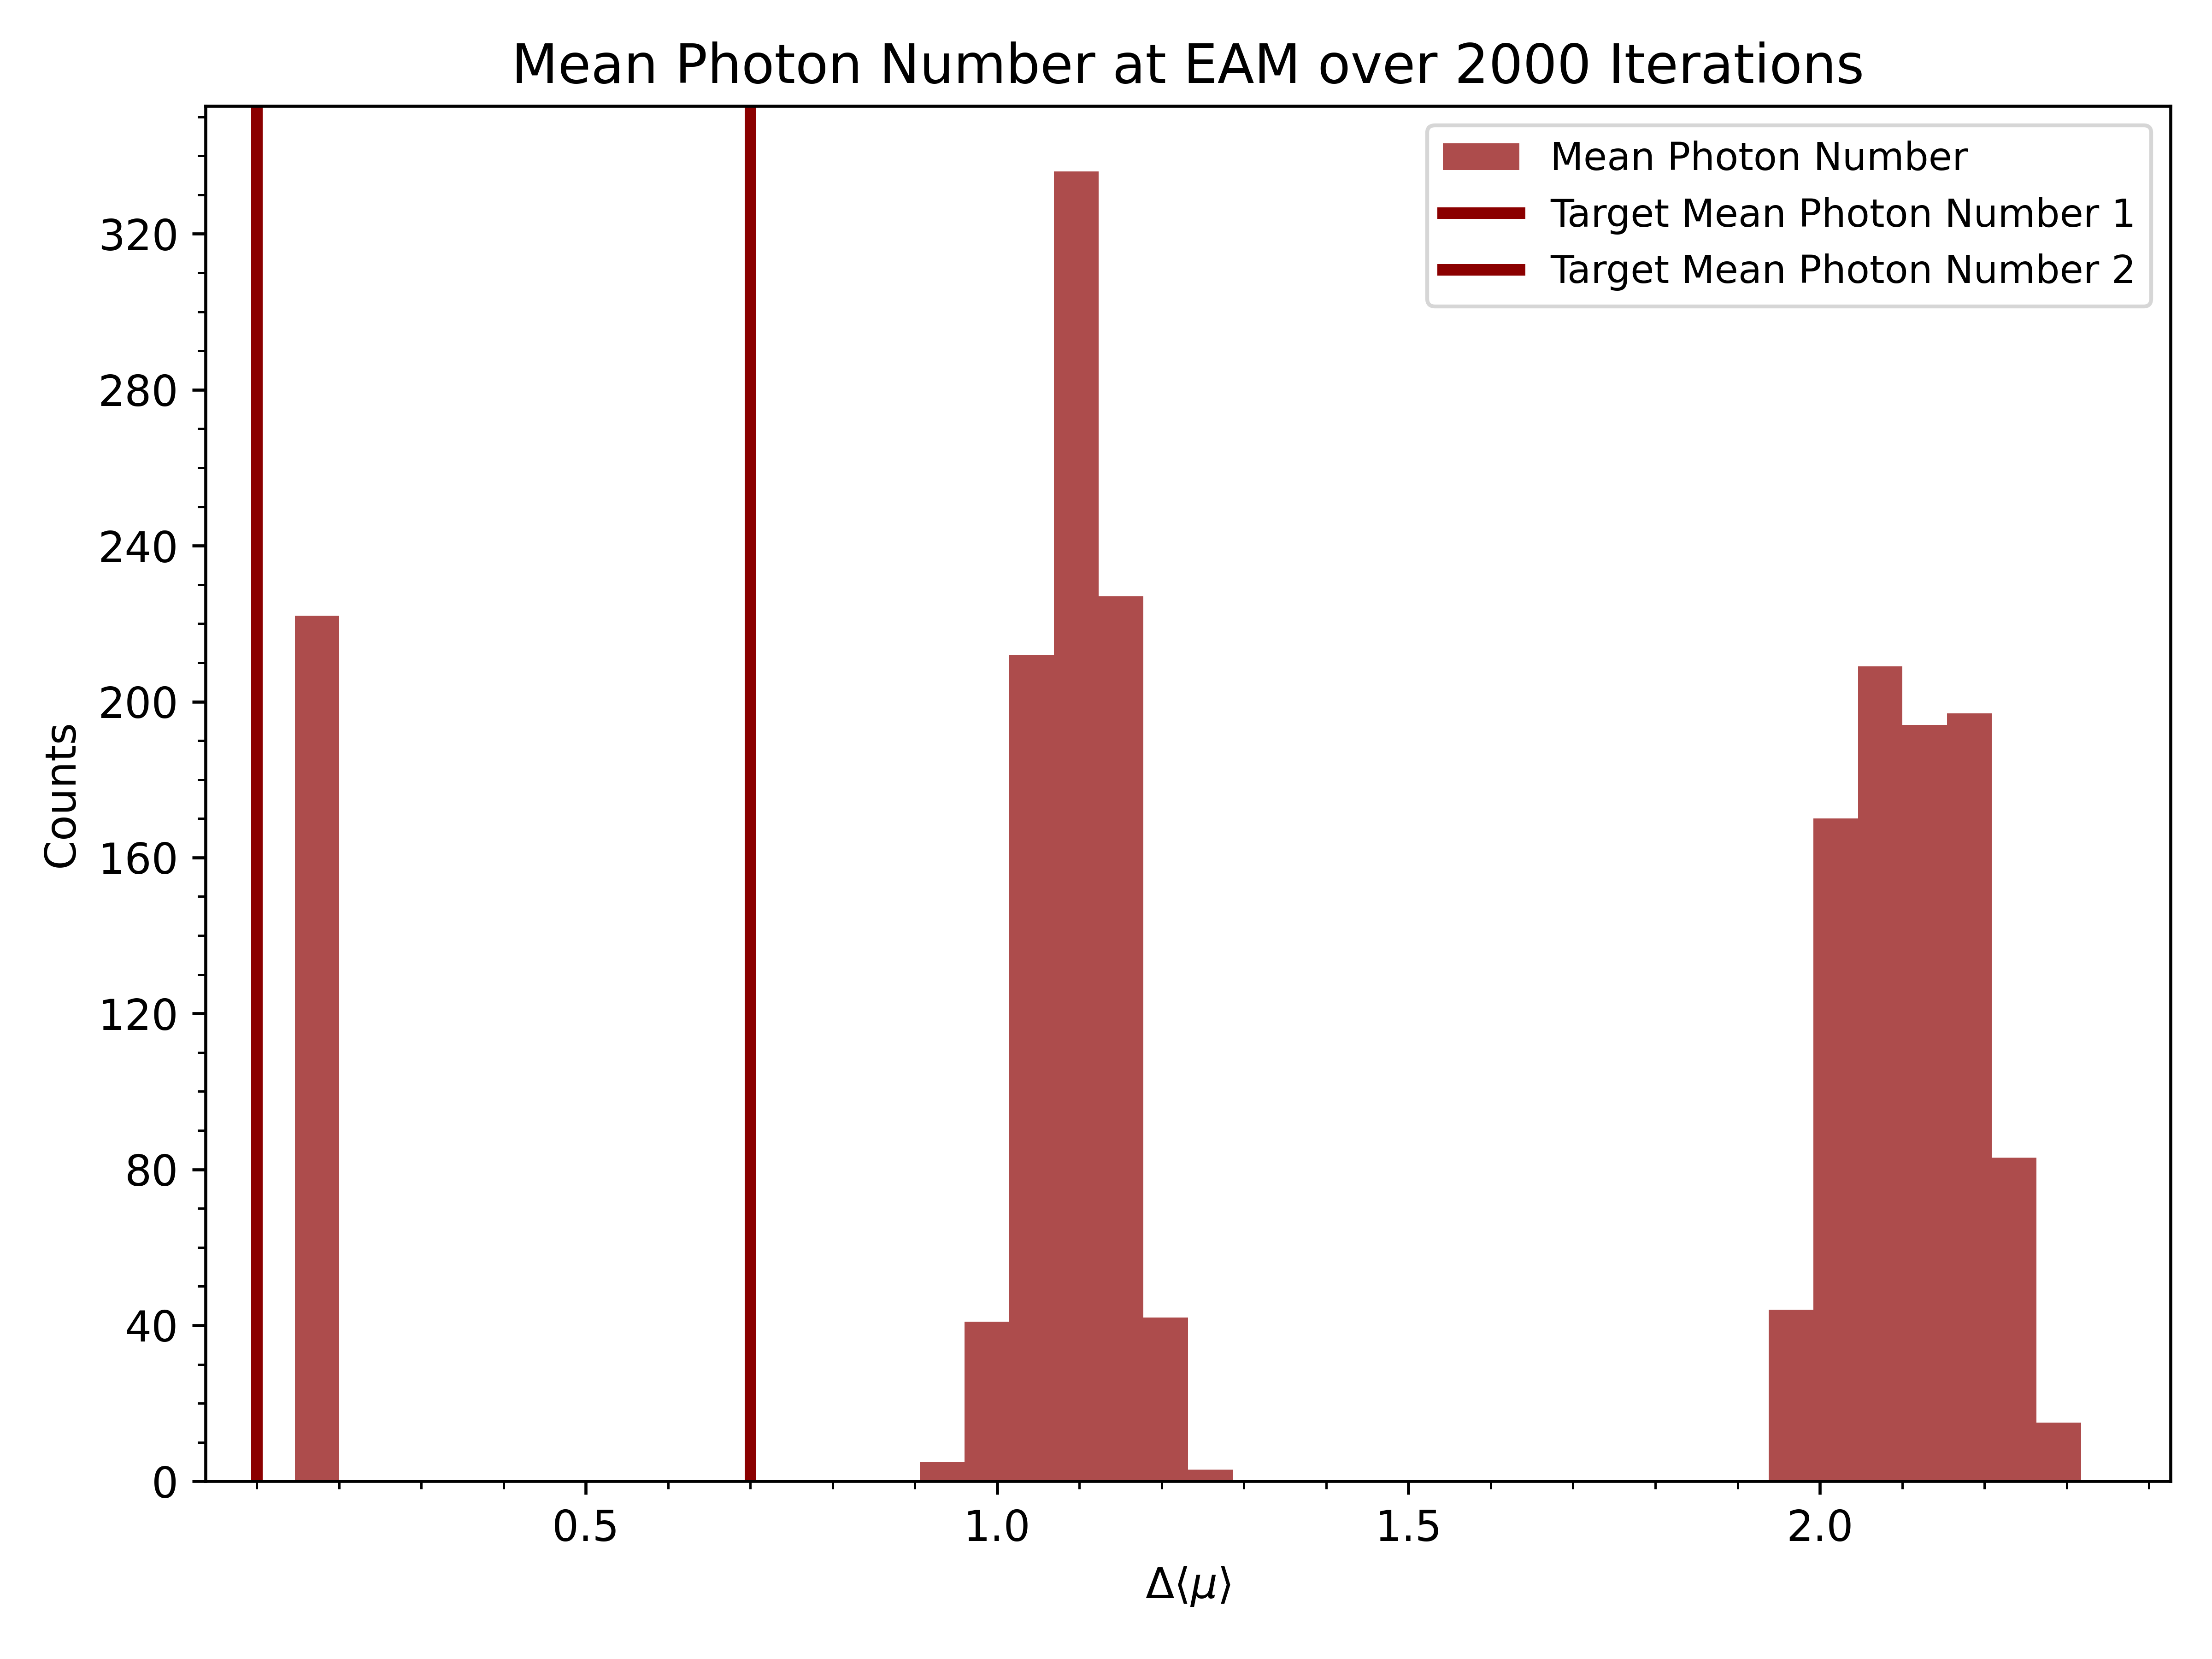 Mean Photon Number at EAM over 2000 Iterations
Mean Photon Number
Target Mean Photon Number 1
Target Mean Photon Number 2
320
280
240
200
160
120
80
40
0
Counts
0.5 1.0 1.5 2.0
Δ⟨μ⟩